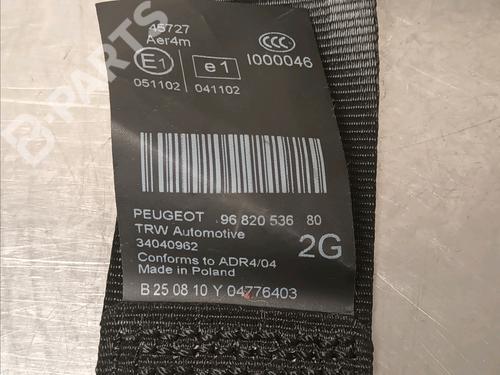 45727
Aer4m
E1
e1
CCC
I000046
051102
041102
PEUGEOT 96 820 536 80
TRW Automotive
34040962
2G
Conforms to ADR4/04
Made in Poland
B 25 08 10 Y 04776403
B-PARTS